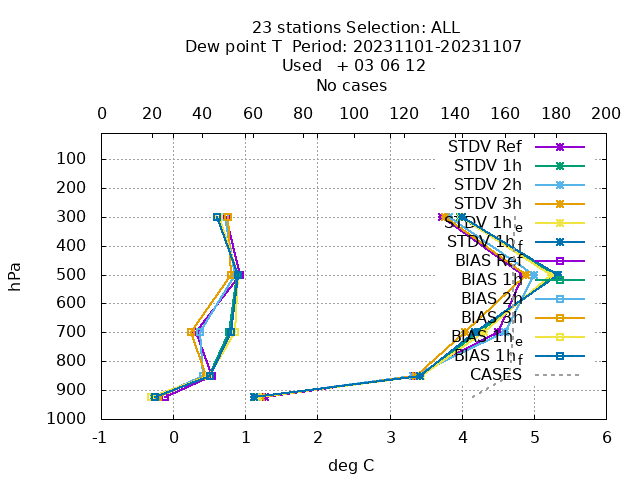 23 stations Selection: ALL
Dew point T  Period: 20231101-20231107
Used   + 03 06 12
No cases
0 20 40 60 80 100 120 140 160 180 200
100
200
300
400
500
600
700
800
900
1000
hPa
-1 0 1 2 3 4 5 6
deg C
STDV Ref
STDV 1h
STDV 2h
STDV 3h
STDV 1h_e
STDV 1h_f
BIAS Ref
BIAS 1h
BIAS 2h
BIAS 3h
BIAS 1h_e
BIAS 1h_f
CASES